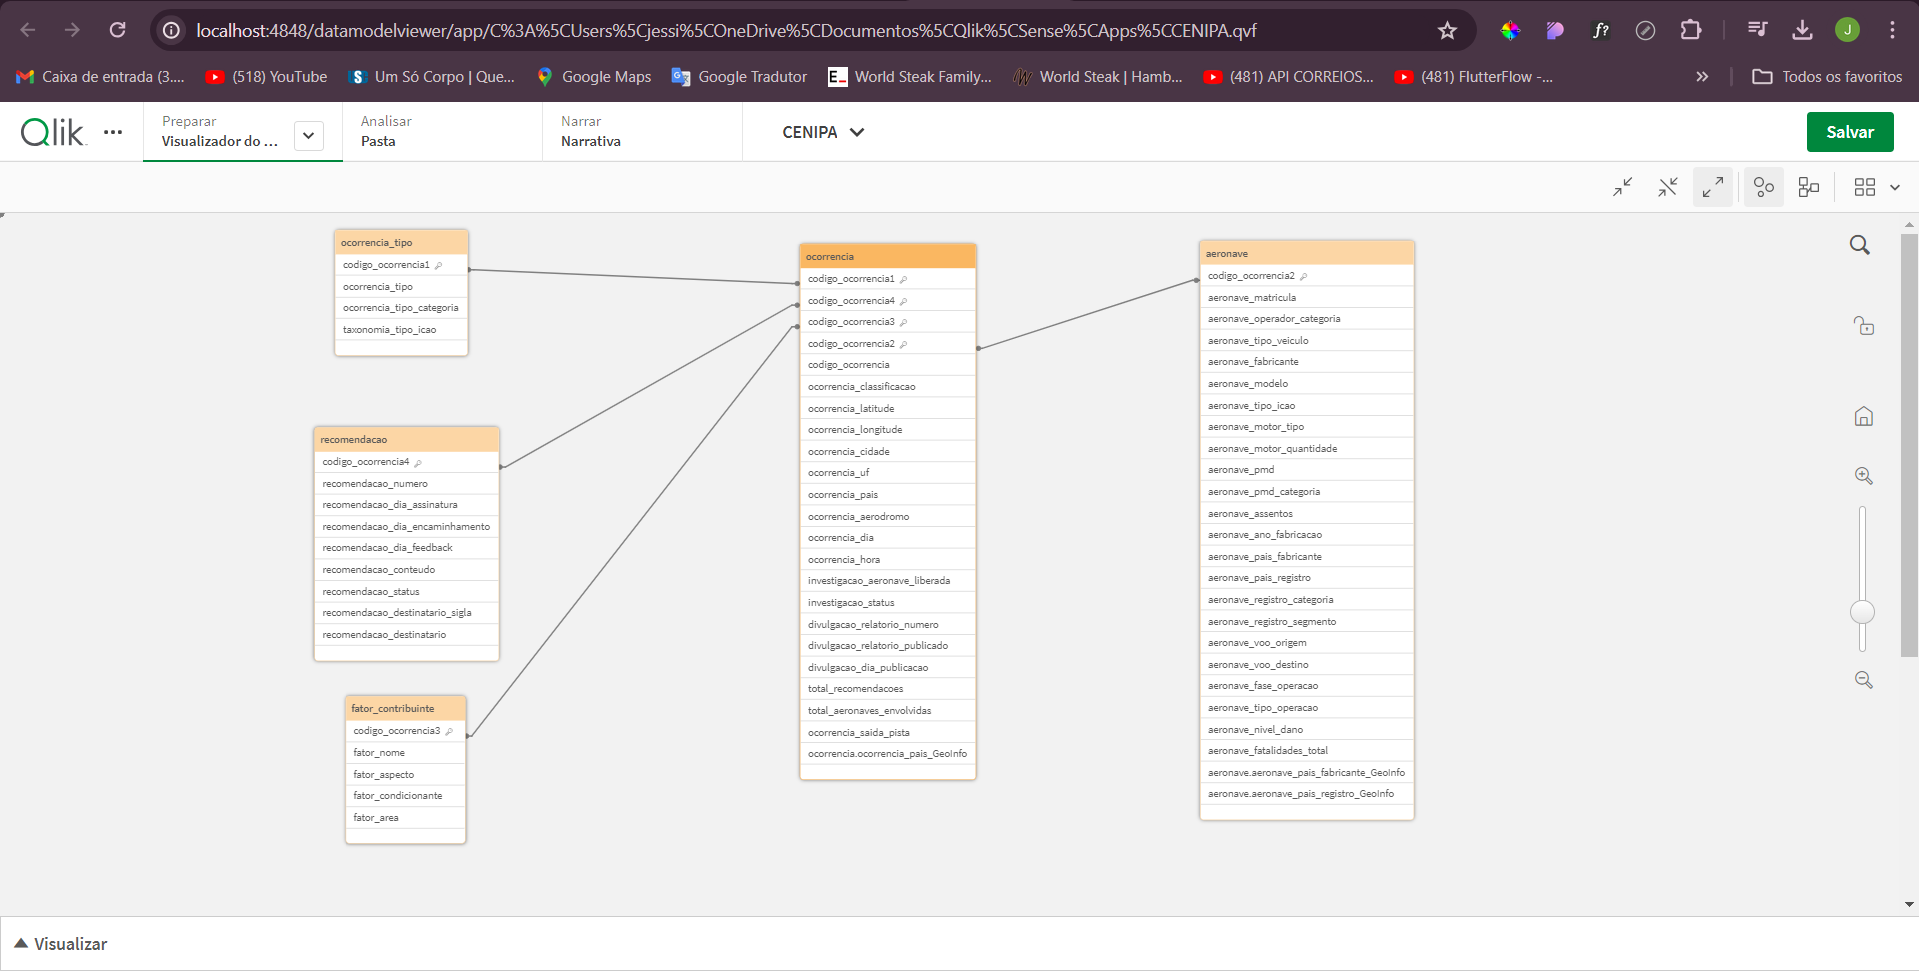 localhost:4848/datamodelviewer/app/C%3A%5CUsers%5Cjessi%5COneDrive%5CDocumentos%5CQlik%5CSense%5CApps%5CCENIPA.qvf
J
Caixa de entrada (3....
(518) YouTube
Um Só Corpo | Que...
Google Maps
Google Tradutor
World Steak Family,...
World Steak | Hamb...
(481) API CORREIOS...
(481) FlutterFlow -...
Todos os favoritos
Qlik
Preparar
Visualizador do ...
Analisar
Pasta
Narrar
Narrativa
CENIPA
Salvar
ocorrencia_tipo
codigo_ocorrencia1
ocorrencia_tipo
ocorrencia_tipo_categoria
taxonomia_tipo_icao
recomendacao
codigo_ocorrencia4
recomendacao_numero
recomendacao_dia_assinatura
recomendacao_dia_encaminhamento
recomendacao_dia_feedback
recomendacao_conteudo
recomendacao_status
recomendacao_destinatario_sigla
recomendacao_destinatario
fator_contribuinte
codigo_ocorrencia3
fator_nome
fator_aspecto
fator_condicionante
fator_area
ocorrencia
codigo_ocorrencia1
codigo_ocorrencia4
codigo_ocorrencia3
codigo_ocorrencia2
codigo_ocorrencia
ocorrencia_classificacao
ocorrencia_latitude
ocorrencia_longitude
ocorrencia_cidade
ocorrencia_uf
ocorrencia_pais
ocorrencia_aerodromo
ocorrencia_dia
ocorrencia_hora
investigacao_aeronave_liberada
investigacao_status
divulgacao_relatorio_numero
divulgacao_relatorio_publicado
divulgacao_dia_publicacao
total_recomendacoes
total_aeronaves_envolvidas
ocorrencia_saida_pista
ocorrencia.ocorrencia_pais_GeoInfo
aeronave
codigo_ocorrencia2
aeronave_matricula
aeronave_operador_categoria
aeronave_tipo_veiculo
aeronave_fabricante
aeronave_modelo
aeronave_tipo_icao
aeronave_motor_tipo
aeronave_motor_quantidade
aeronave_pmd
aeronave_pmd_categoria
aeronave_assentos
aeronave_ano_fabricacao
aeronave_pais_fabricante
aeronave_pais_registro
aeronave_registro_categoria
aeronave_registro_segmento
aeronave_voo_origem
aeronave_voo_destino
aeronave_fase_operacao
aeronave_tipo_operacao
aeronave_nivel_dano
aeronave_fatalidades_total
aeronave.aeronave_pais_fabricante_GeoInfo
aeronave.aeronave_pais_registro_GeoInfo
Visualizar